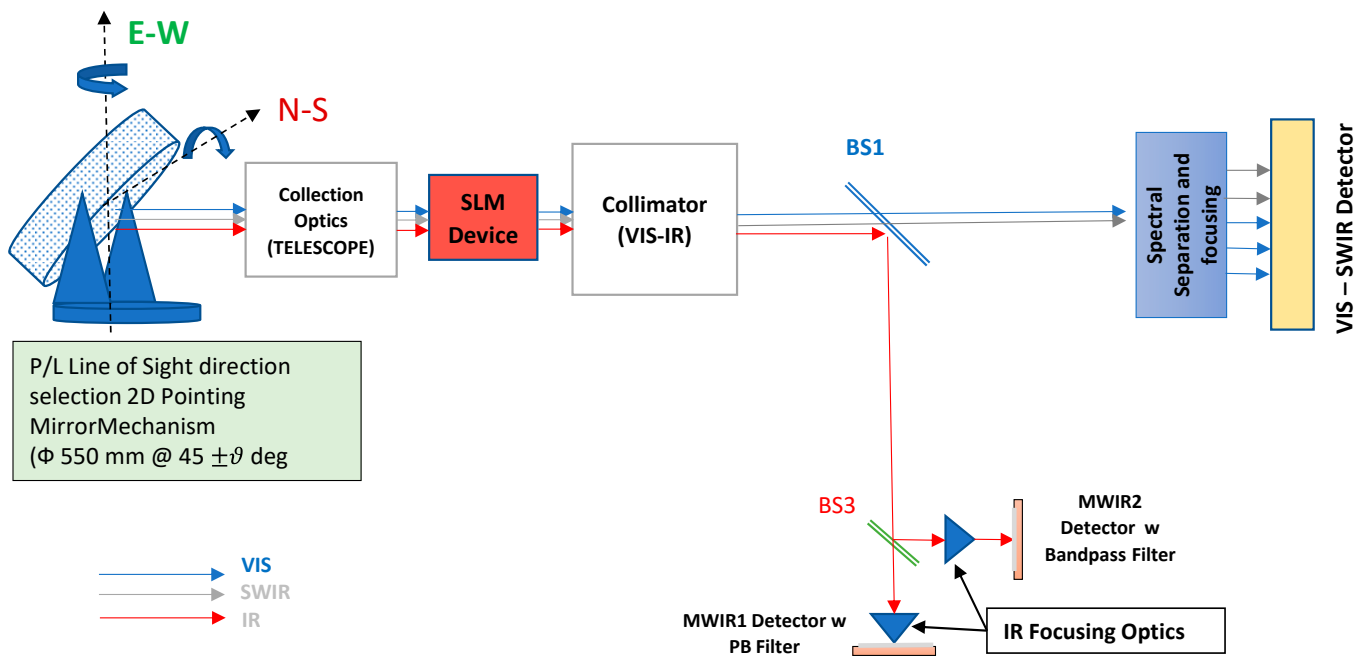 E-W
N-S
Collection
Optics
(TELESCOPE)
SLM
Device
Collimator
(VIS-IR)
BS1
Spectral
Separation and
focusing
VIS – SWIR Detector
P/L Line of Sight direction
selection 2D Pointing
MirrorMechanism
(Φ 550 mm @ 45 ±𝜗 deg
BS3
MWIR2
Detector w
Bandpass Filter
VIS
SWIR
IR
MWIR1 Detector w
PB Filter
IR Focusing Optics